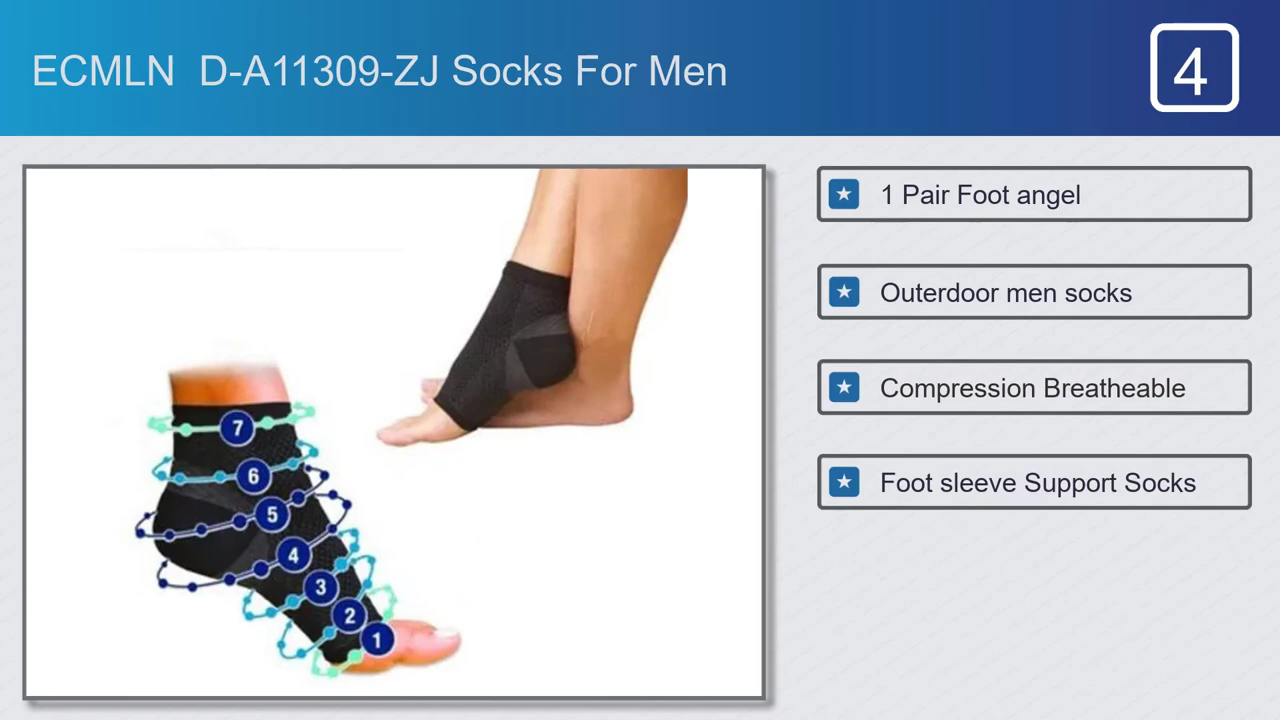 ECMLN  D-A11309-ZJ Socks For Men
4
1 Pair Foot angel
Outerdoor men socks
Compression Breatheable
Foot sleeve Support Socks
7
6
5
4
3
2
1